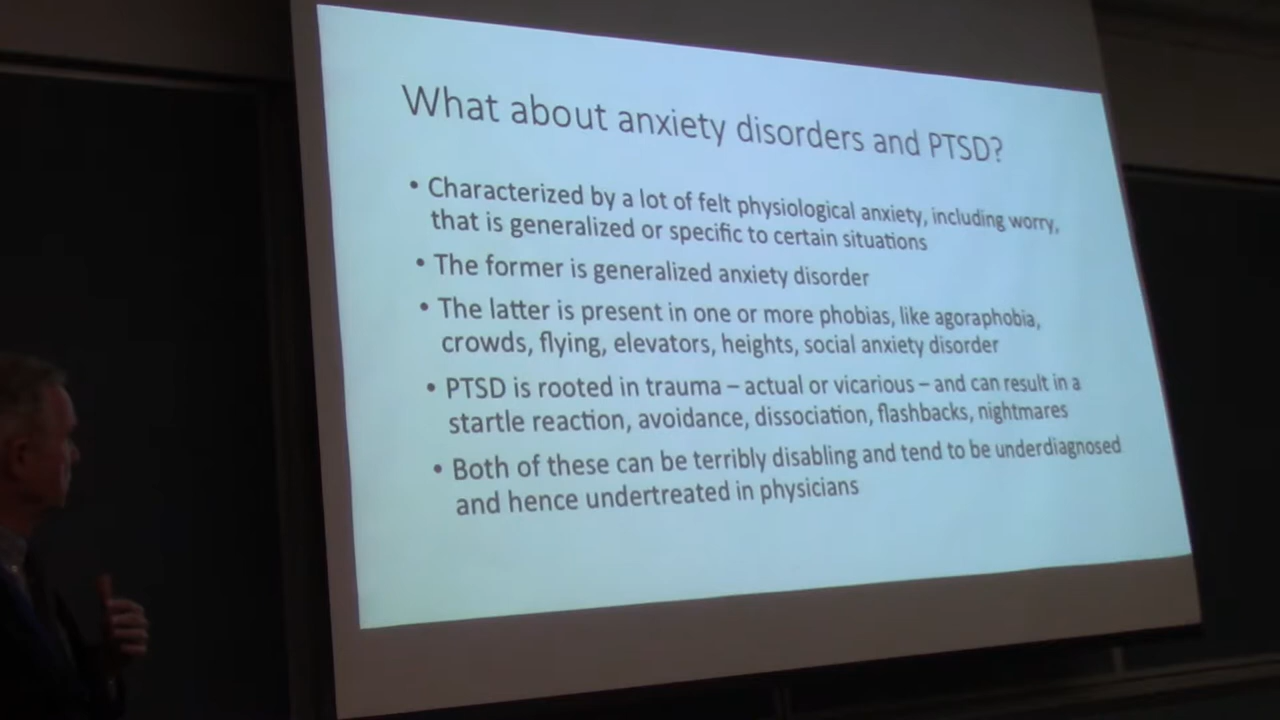 What about anxiety disorders and PTSD?
• Characterized by a lot of felt physiological anxiety, including worry,
that is generalized or specific to certain situations
• The former is generalized anxiety disorder
• The latter is present in one or more phobias, like agoraphobia,
crowds, flying, elevators, heights, social anxiety disorder
• PTSD is rooted in trauma – actual or vicarious – and can result in a
startle reaction, avoidance, dissociation, flashbacks, nightmares
• Both of these can be terribly disabling and tend to be underdiagnosed
and hence undertreated in physicians